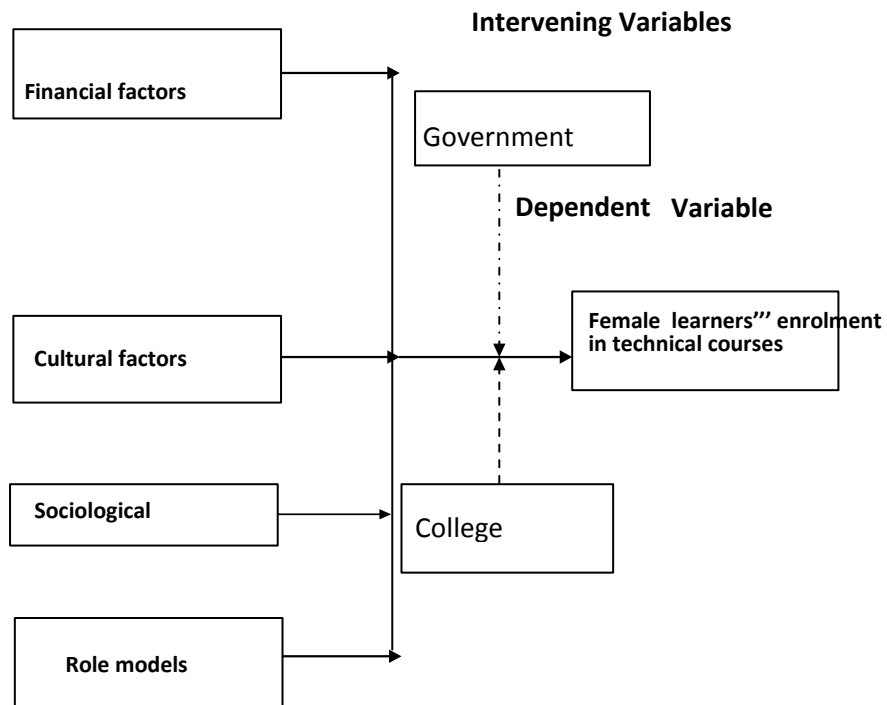 Intervening Variables
Financial factors
Government
Dependent Variable
Female learners’’’ enrolment
in technical courses
Cultural factors
Sociological
College
Role models